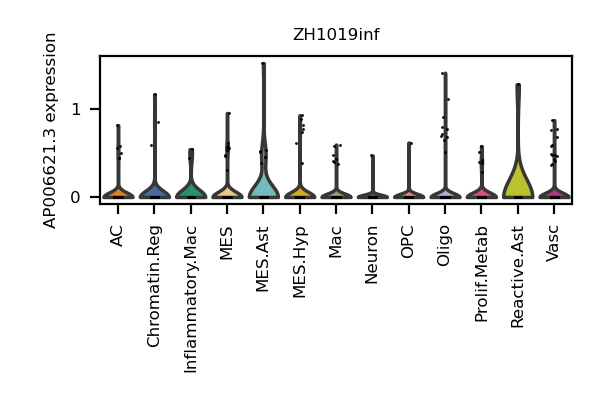 ZH1019inf
AP006621.3 expression
1
0
AC
Chromatin.Reg
Inflammatory.Mac
MES
MES.Ast
MES.Hyp
Mac
Neuron
OPC
Oligo
Prolif.Metab
Reactive.Ast
Vasc